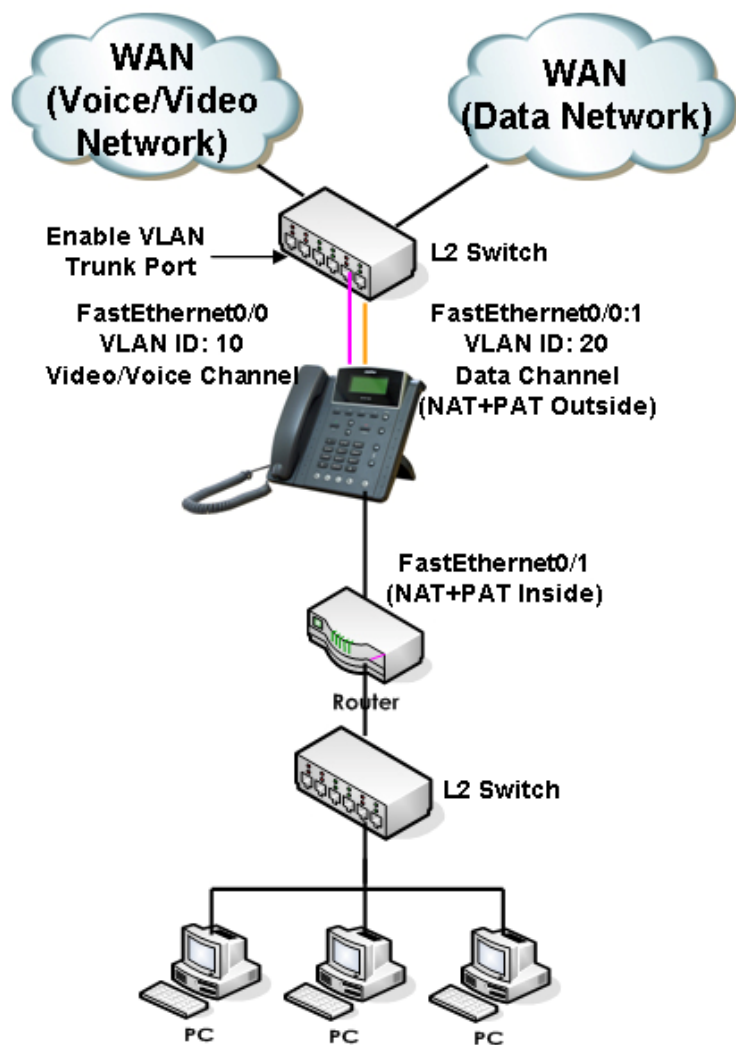 WAN
(Voice/Video
Network)
WAN
(Data Network)
Enable VLAN
Trunk Port
L2 Switch
FastEthernet0/0
VLAN ID: 10
Video/Voice Channel
FastEthernet0/0:1
VLAN ID: 20
Data Channel
(NAT+PAT Outside)
FastEthernet0/1
(NAT+PAT Inside)
Router
L2 Switch
PC
PC
PC